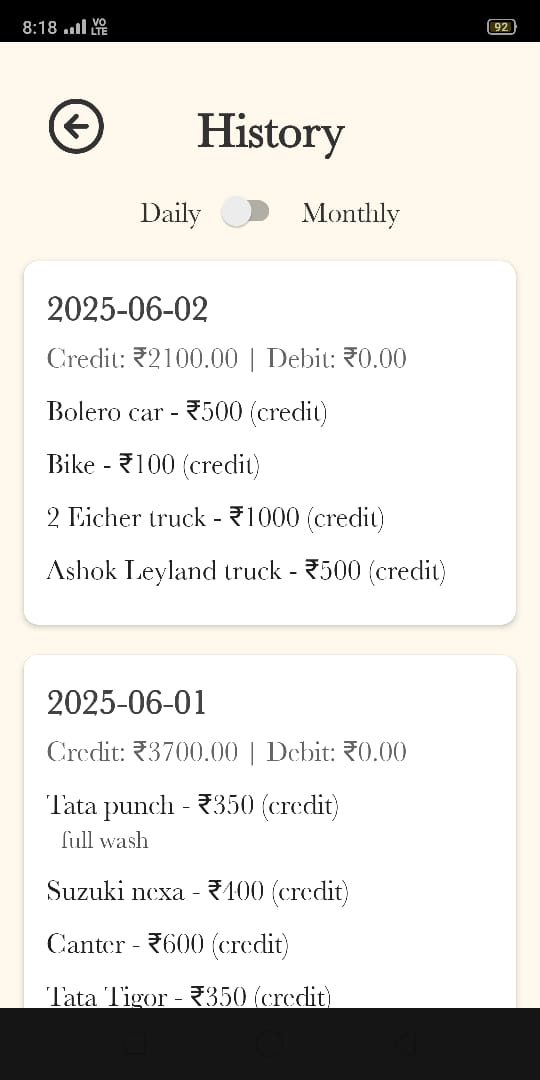 8:18 VO LTE 92
History
Daily Monthly
2025-06-02
Credit: ₹2100.00 | Debit: ₹0.00
Bolero car - ₹500 (credit)
Bike - ₹100 (credit)
2 Eicher truck - ₹1000 (credit)
Ashok Leyland truck - ₹500 (credit)
2025-06-01
Credit: ₹3700.00 | Debit: ₹0.00
Tata punch - ₹350 (credit)
full wash
Suzuki nexa - ₹400 (credit)
Canter - ₹600 (credit)
Tata Tigor - ₹350 (credit)